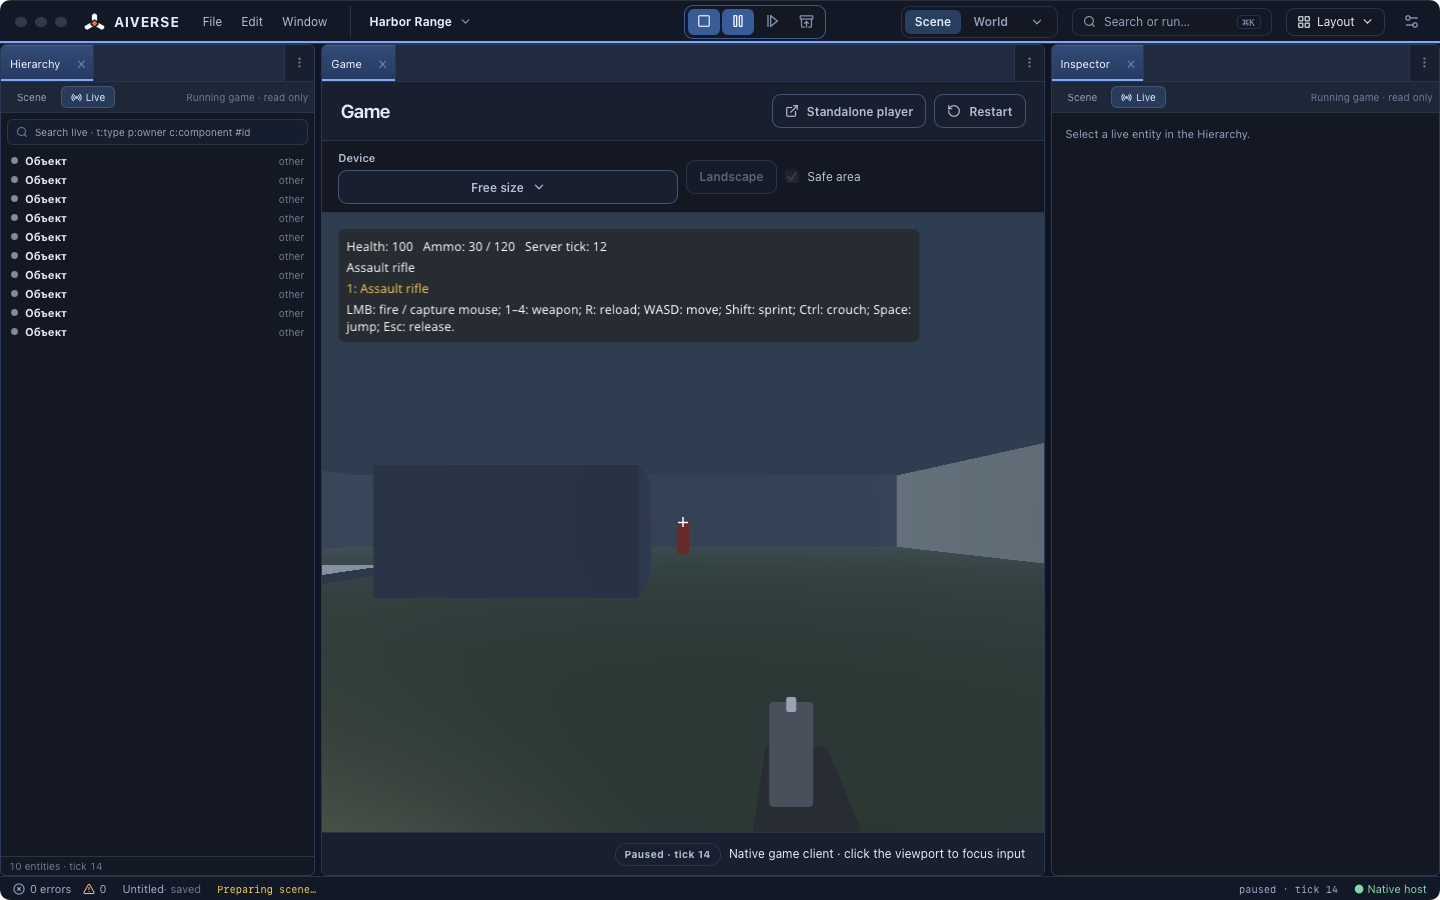 AIVERSE File Edit Window Harbor Range Scene World Search or run... ⌘K Layout
Hierarchy
Game
Inspector
Scene Live Running game · read only
Search live · t:type p:owner c:component #id
Объект other
Объект other
Объект other
Объект other
Объект other
Объект other
Объект other
Объект other
Объект other
Объект other
10 entities · tick 14
Game Standalone player Restart
Device
Free size Landscape Safe area
Health: 100 Ammo: 30 / 120 Server tick: 12
Assault rifle
1: Assault rifle
LMB: fire / capture mouse; 1–4: weapon; R: reload; WASD: move; Shift: sprint; Ctrl: crouch; Space:
jump; Esc: release.
Paused · tick 14 Native game client · click the viewport to focus input
Scene Live Running game · read only
Select a live entity in the Hierarchy.
0 errors 0 Untitled · saved Preparing scene… paused · tick 14 Native host